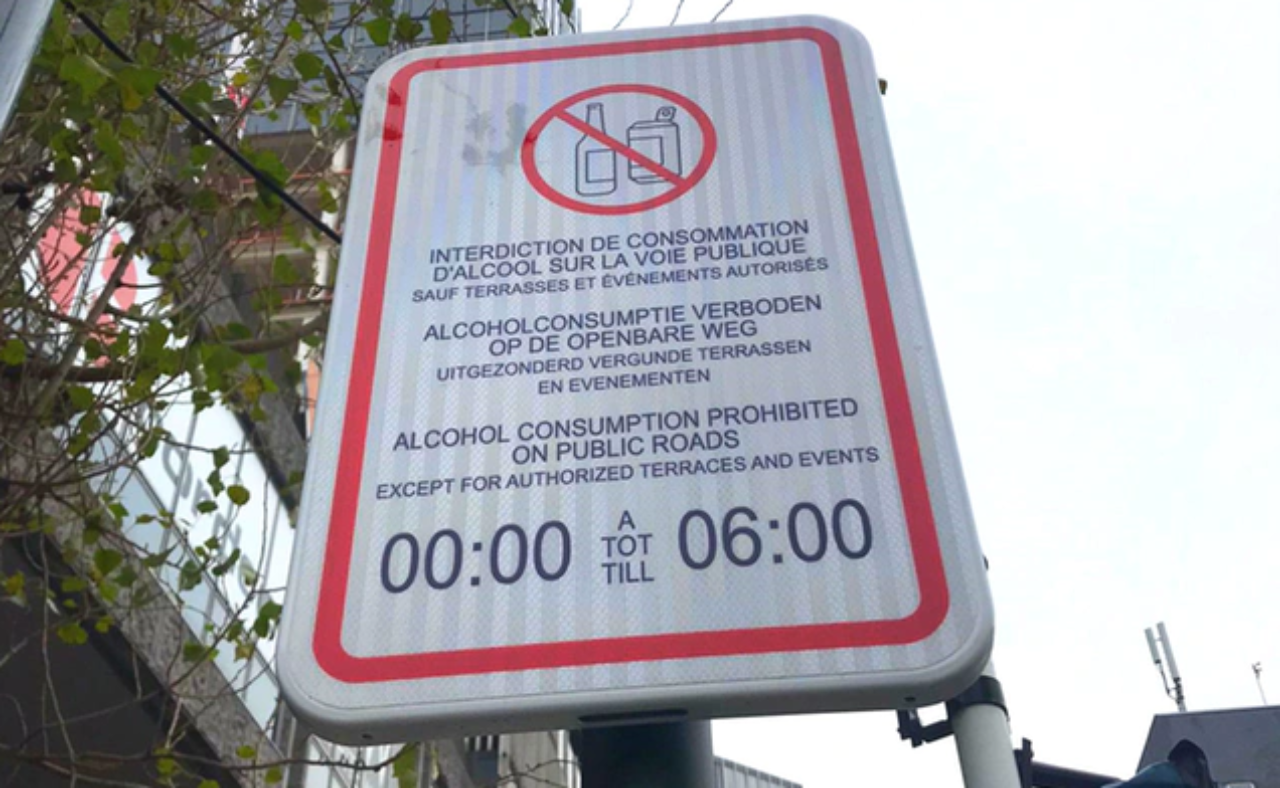 INTERDICTION DE CONSOMMATION
D'ALCOOL SUR LA VOIE PUBLIQUE
SAUF TERRASSES ET ÉVÉNEMENTS AUTORISÉS
ALCOHOLCONSUMPTIE VERBODEN
OP DE OPENBARE WEG
UITGEZONDERD VERGUNDE TERRASSEN
EN EVENEMENTEN
ALCOHOL CONSUMPTION PROHIBITED
ON PUBLIC ROADS
EXCEPT FOR AUTHORIZED TERRACES AND EVENTS
00:00 A TOT TILL 06:00